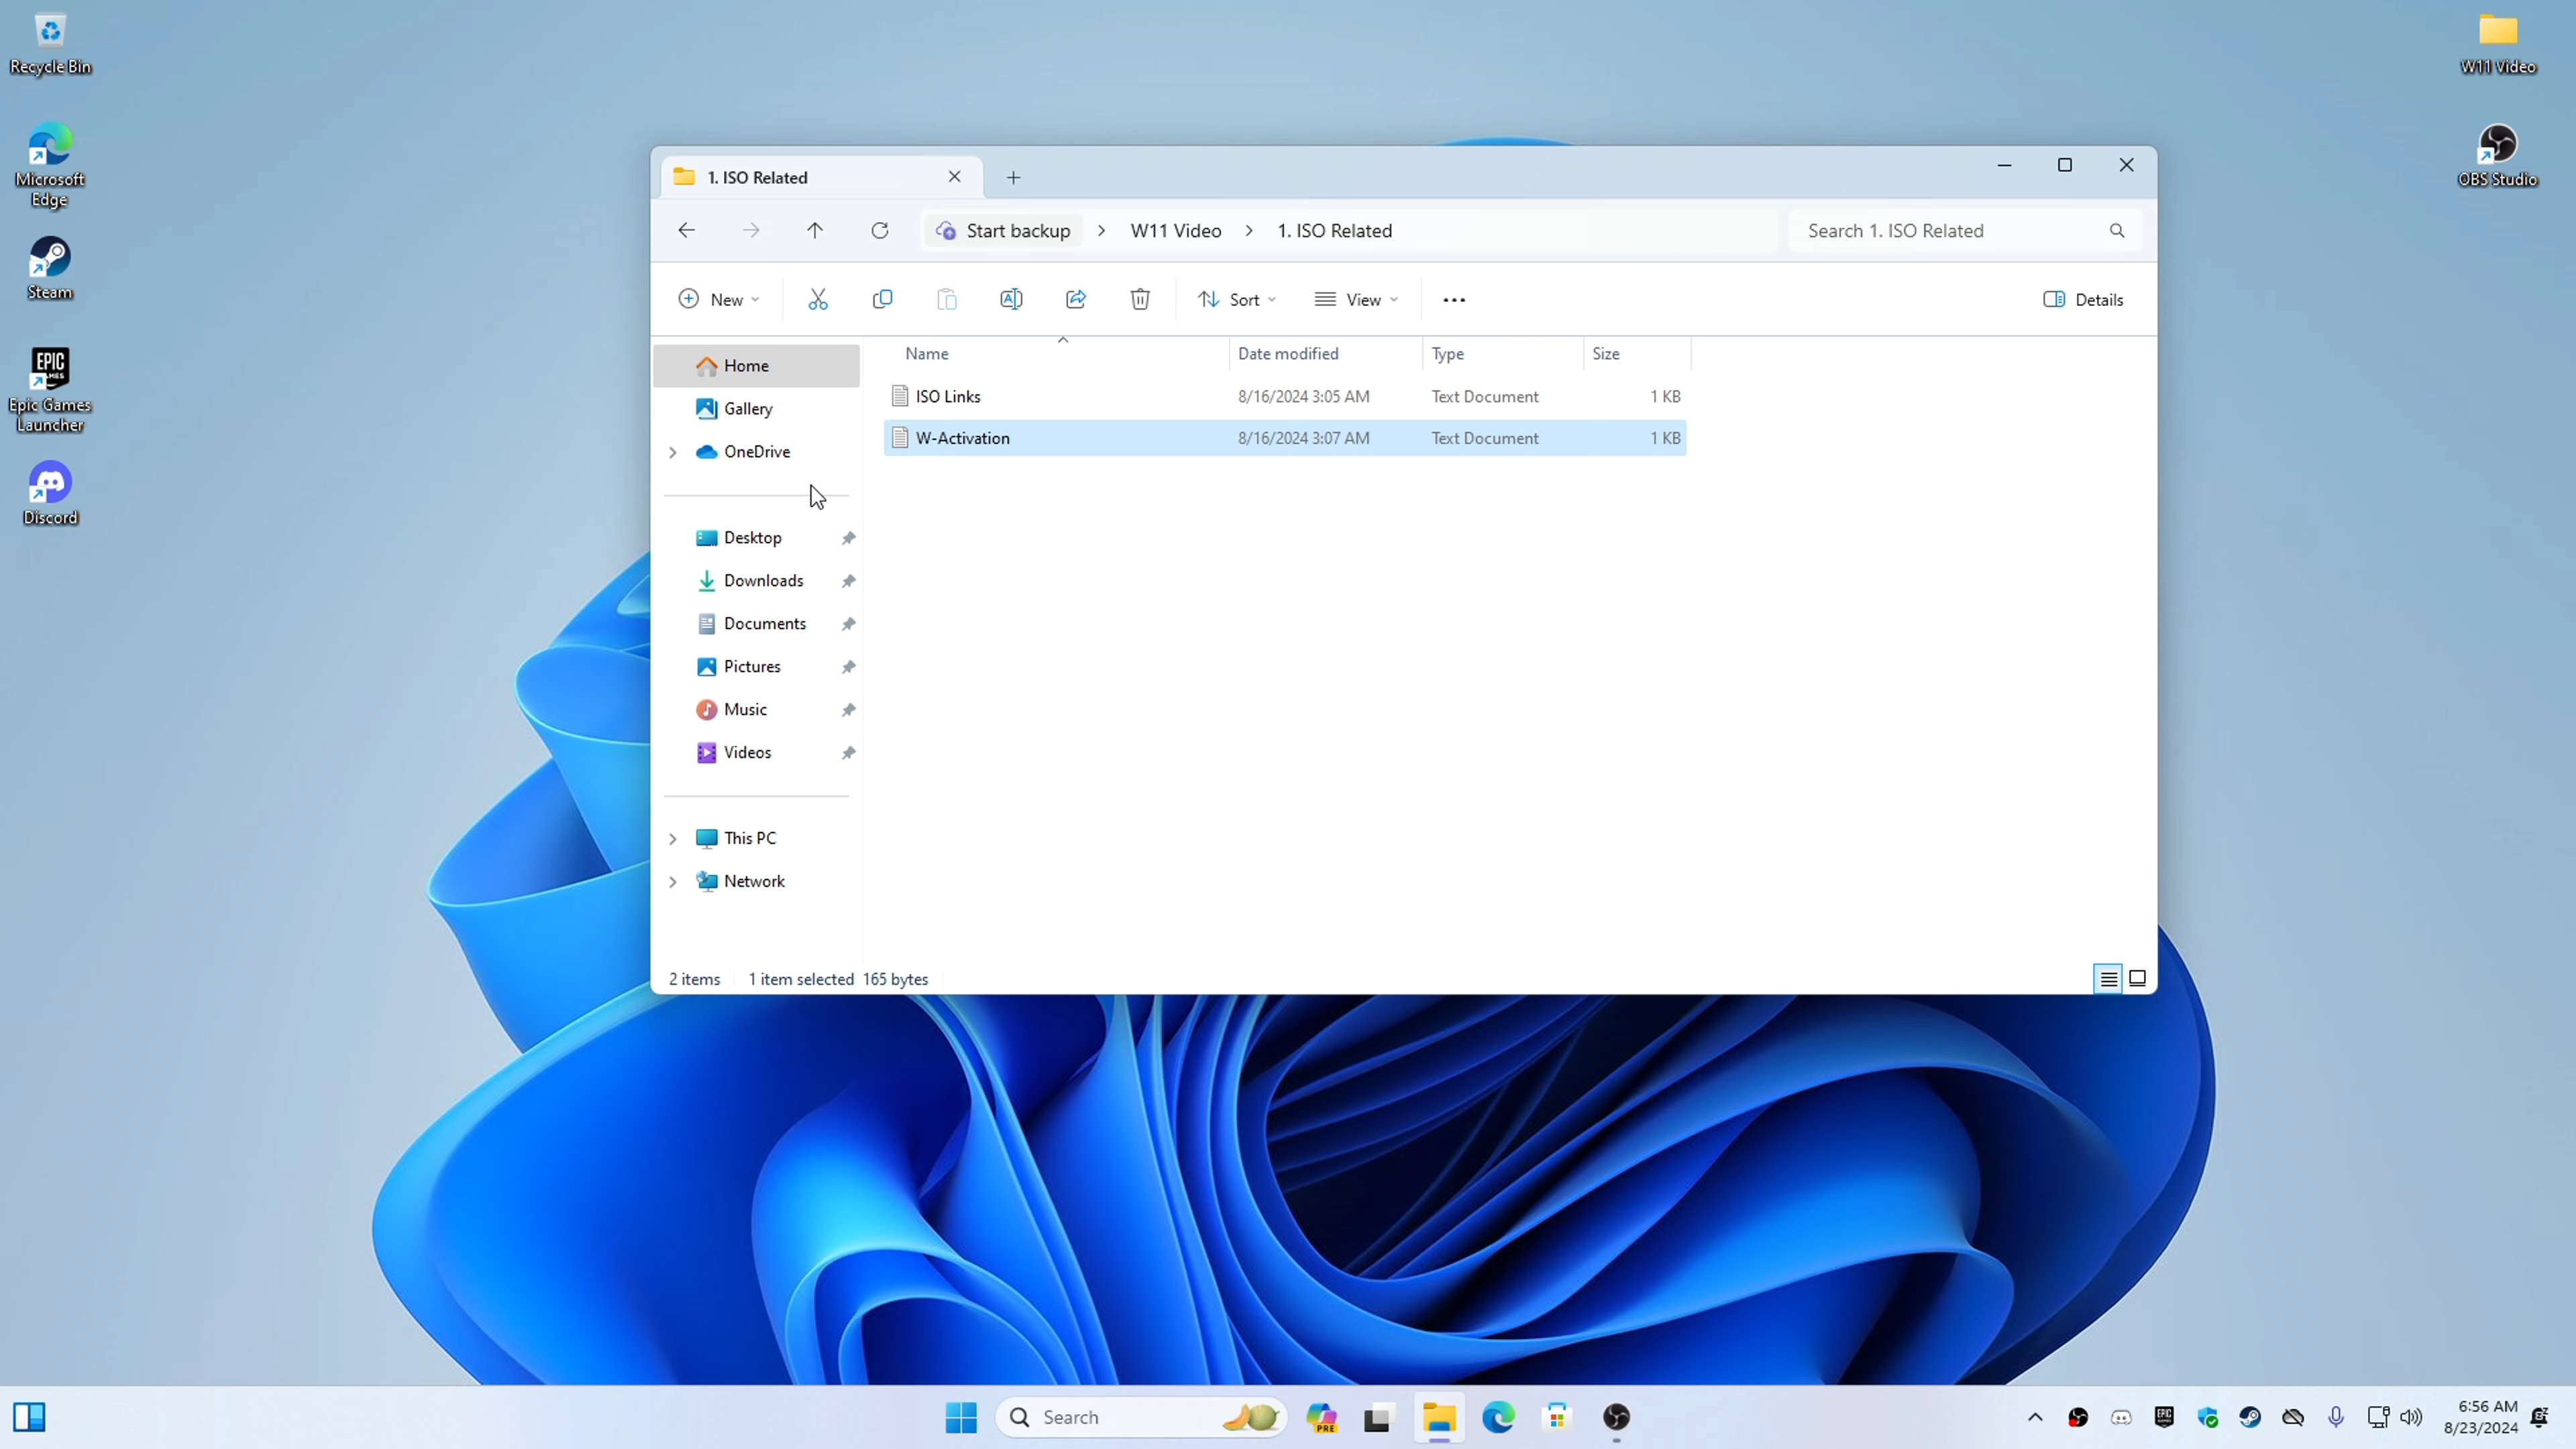 Recycle Bin
Microsoft
Edge
Steam
EPIC
GAMES
Epic Games
Launcher
Discord
W11 Video
OBS Studio
1. ISO Related
Start backup
W11 Video
1. ISO Related
Search 1. ISO Related
New
Sort
View
Details
Home
Gallery
OneDrive
Desktop
Downloads
Documents
Pictures
Music
Videos
This PC
Network
Name Date modified Type Size
ISO Links 8/16/2024 3:05 AM Text Document 1 KB
W-Activation 8/16/2024 3:07 AM Text Document 1 KB
2 items 1 item selected 165 bytes
Search
PRE
EPIC
6:56 AM
8/23/2024